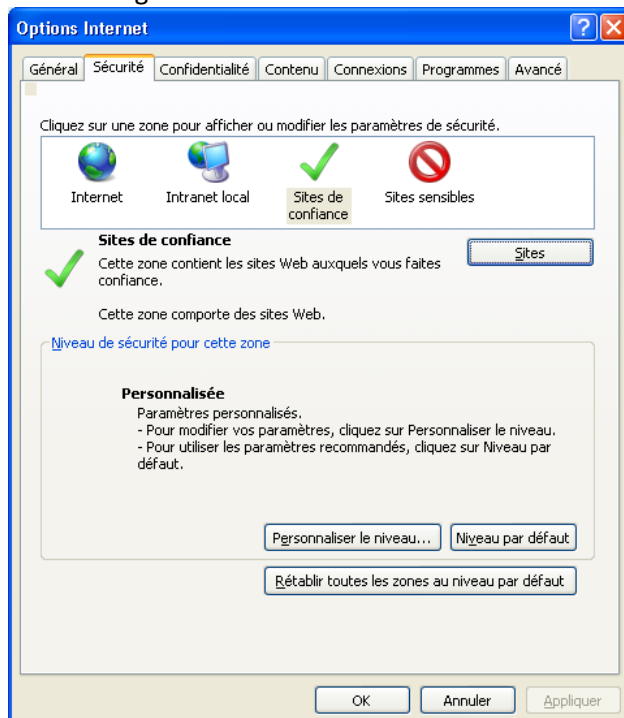 Options Internet
Général Sécurité Confidentialité Contenu Connexions Programmes Avancé
Cliquez sur une zone pour afficher ou modifier les paramètres de sécurité.
Internet Intranet local Sites de confiance Sites sensibles
Sites de confiance
Sites
Cette zone contient les sites Web auxquels vous faites
confiance.
Cette zone comporte des sites Web.
Niveau de sécurité pour cette zone
Personnalisée
Paramètres personnalisés.
- Pour modifier vos paramètres, cliquez sur Personnaliser le niveau.
- Pour utiliser les paramètres recommandés, cliquez sur Niveau par
défaut.
Personnaliser le niveau... Niveau par défaut
Rétablir toutes les zones au niveau par défaut
OK Annuler Appliquer